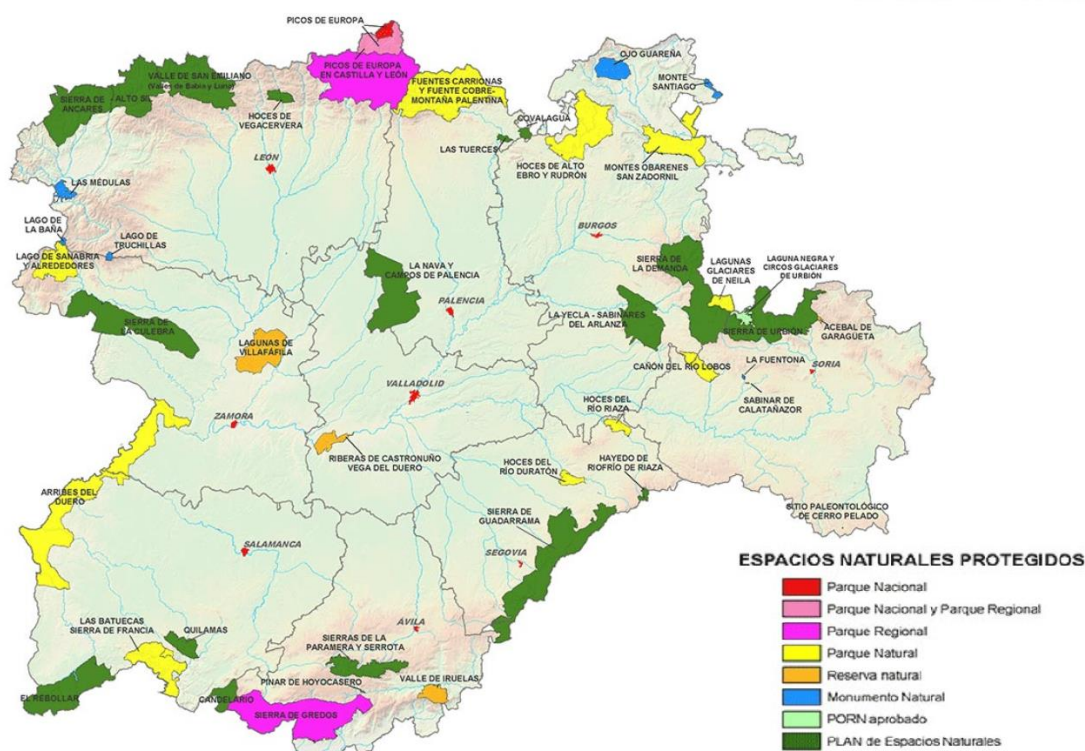 PICOS DE EUROPA
PICOS DE EUROPA
EN CASTILLA Y LEÓN
FUENTES CARRIONAS
Y FUENTE COBRE-
MONTAÑA PALENTINA
VALLE DE SAN EMILIANO
(Valles de Babia y Luna)
ALTO SIL
SIERRA DE
ANCARES
HOCES DE
VEGACERVERA
OJO GUAREÑA
MONTE
SANTIAGO
COVALAGUA
LAS TUERCES
HOCES DE ALTO
EBRO Y RUDRÓN
MONTES OBARENES
SAN ZADORNIL
LEÓN
LAS MÉDULAS
LAGO DE
LA BAÑA
LAGO DE
TRUCHILLAS
LAGO DE SANABRIA
Y ALREDEDORES
BURGOS
SIERRA DE
LA DEMANDA
LAGUNAS
GLACIARES
DE NEILA
LAGUNA NEGRA Y
CIRCOS GLACIARES
DE URBIÓN
LA NAVA Y
CAMPOS DE PALENCIA
PALENCIA
SIERRA DE
LA CULEBRA
LAGUNAS DE
VILLAFÁFILA
LA YECLA - SABINARES
DEL ARLANZA
SIERRA DE URBIÓN
ACEBAL DE
GARAGÜETA
CAÑÓN DEL RÍO LOBOS
LA FUENTONA
SORIA
SABINAR DE
CALATAÑAZOR
VALLADOLID
ZAMORA
HOCES DEL
RÍO RIAZA
RIBERAS DE CASTRONUÑO
VEGA DEL DUERO
HOCES DEL
RÍO DURATÓN
HAYEDO DE
RIOFRÍO DE RIAZA
ARRIBES DEL
DUERO
SIERRA DE
GUADARRAMA
SITIO PALEONTOLÓGICO
DE CERRO PELADO
SALAMANCA
SEGOVIA
LAS BATUECAS
SIERRA DE FRANCIA
QUILAMAS
SIERRAS DE LA
PARAMERA Y SERROTA
ÁVILA
EL REBOLLAR
CANDELARIO
PINAR DE HOYOCASERO
VALLE DE IRUELAS
SIERRA DE GREDOS
ESPACIOS NATURALES PROTEGIDOS
Parque Nacional
Parque Nacional y Parque Regional
Parque Regional
Parque Natural
Reserva natural
Monumento Natural
PORN aprobado
PLAN de Espacios Naturales